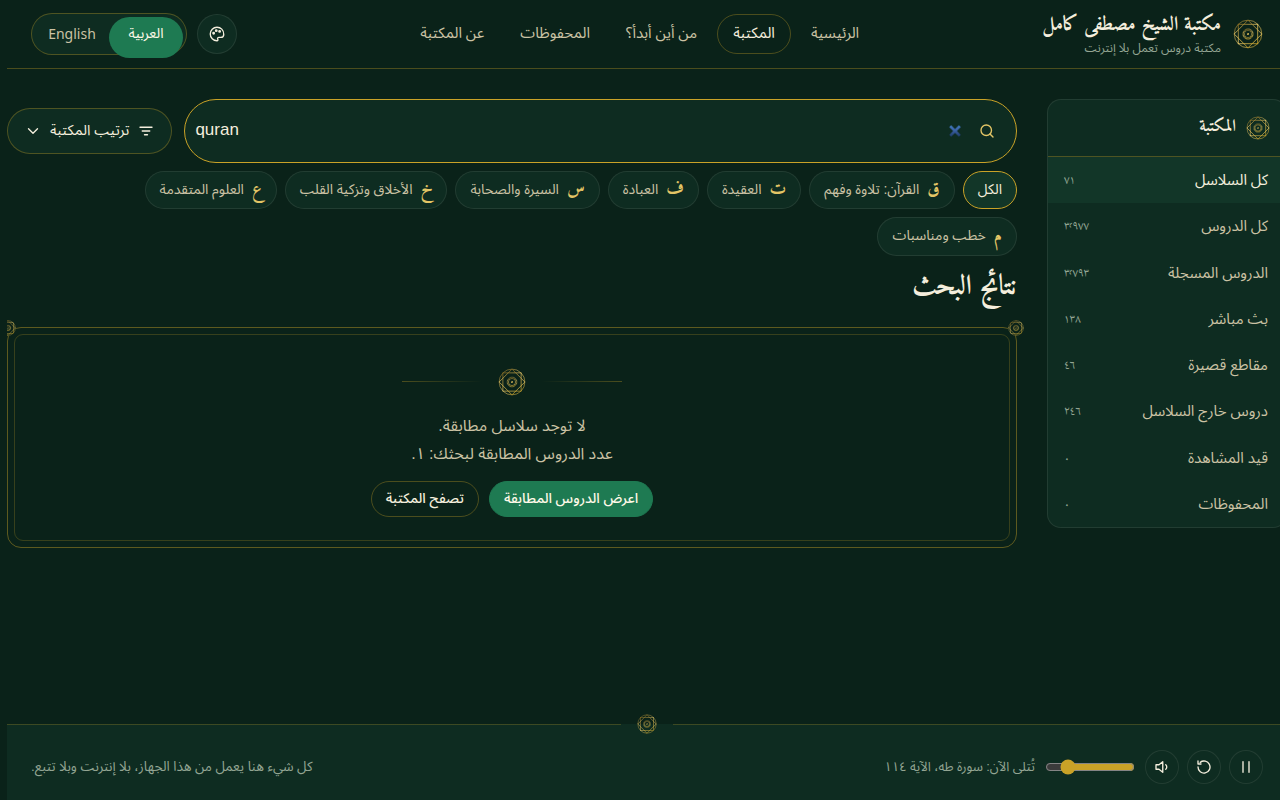 مكتبة الشيخ مصطفى كامل
مكتبة دروس تعمل بلا إنترنت
الرئيسية
المكتبة
من أين أبدأ؟
المحفوظات
عن المكتبة
العربية
English
المكتبة
كل السلاسل ٧١
كل الدروس ٣٬٩٧٧
الدروس المسجلة ٣٬٧٩٣
بث مباشر ١٣٨
مقاطع قصيرة ٤٦
دروس خارج السلاسل ٢٤٦
قيد المشاهدة ٠
المحفوظات ٠
quran
ترتيب المكتبة
الكل
ق القرآن: تلاوة وفهم
ت العقيدة
ف العبادة
س السيرة والصحابة
خ الأخلاق وتزكية القلب
ع العلوم المتقدمة
م خطب ومناسبات
نتائج البحث
لا توجد سلاسل مطابقة.
عدد الدروس المطابقة لبحثك: ١.
اعرض الدروس المطابقة
تصفح المكتبة
تُتلى الآن: سورة طه، الآية ١١٤
كل شيء هنا يعمل من هذا الجهاز، بلا إنترنت وبلا تتبع.